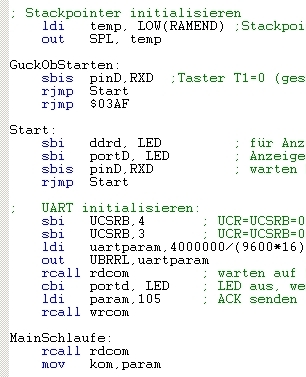 ; Stackpointer initialisieren
ldi temp, LOW(RAMEND) ;Stackpoi
out SPL, temp
GuckObStarten:
sbis pinD,RXD ;Taster T1=0 (ges
rjmp Start
rjmp $03AF
Start:
sbi ddrd, LED ; für Anz
sbi portD, LED ; Anzeige
sbis pinD,RXD ; warten
rjmp Start
; UART initialisieren:
sbi UCSRB,4 ; UCR=UCSRB=0
sbi UCSRB,3 ; UCR=UCSRB=0
ldi uartparam,4000000/(9600*16)
out UBRRL,uartparam
rcall rdcom ; warten auf
cbi portd, LED ; LED aus, we
ldi param,105 ; ACK senden
rcall wrcom
MainSchlaufe:
rcall rdcom
mov kom,param